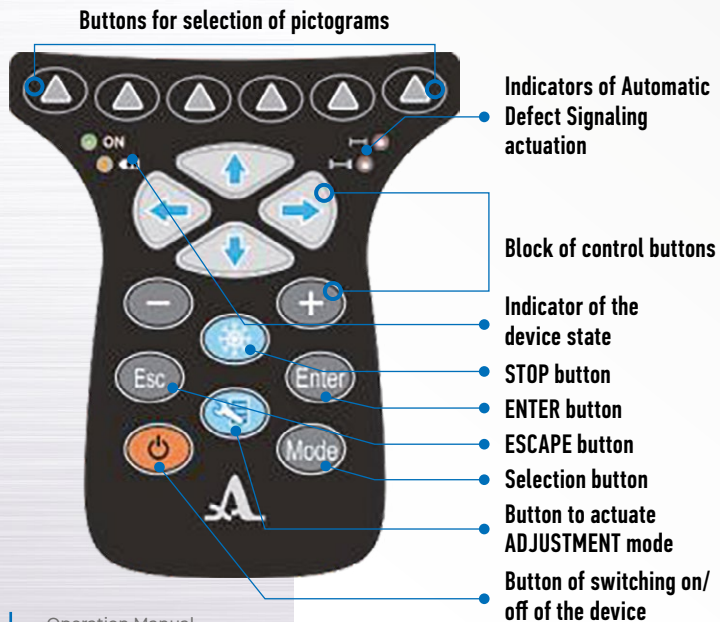 Buttons for selection of pictograms
Indicators of Automatic
Defect Signaling
actuation
ON
Block of control buttons
Indicator of the
device state
STOP button
Esc
Enter
ENTER button
ESCAPE button
Mode
Selection button
Button to actuate
ADJUSTMENT mode
Button of switching on/
off of the device
Operation Manual